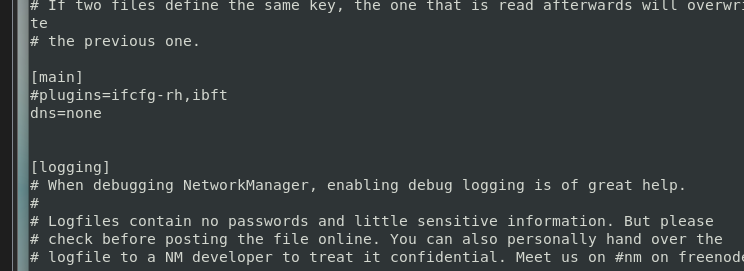 # If two files define the same key, the one that is read afterwards will overwri
te
# the previous one.
[main]
#plugins=ifcfg-rh,ibft
dns=none
[logging]
# When debugging NetworkManager, enabling debug logging is of great help.
#
# Logfiles contain no passwords and little sensitive information. But please
# check before posting the file online. You can also personally hand over the
# logfile to a NM developer to treat it confidential. Meet us on #nm on freenode